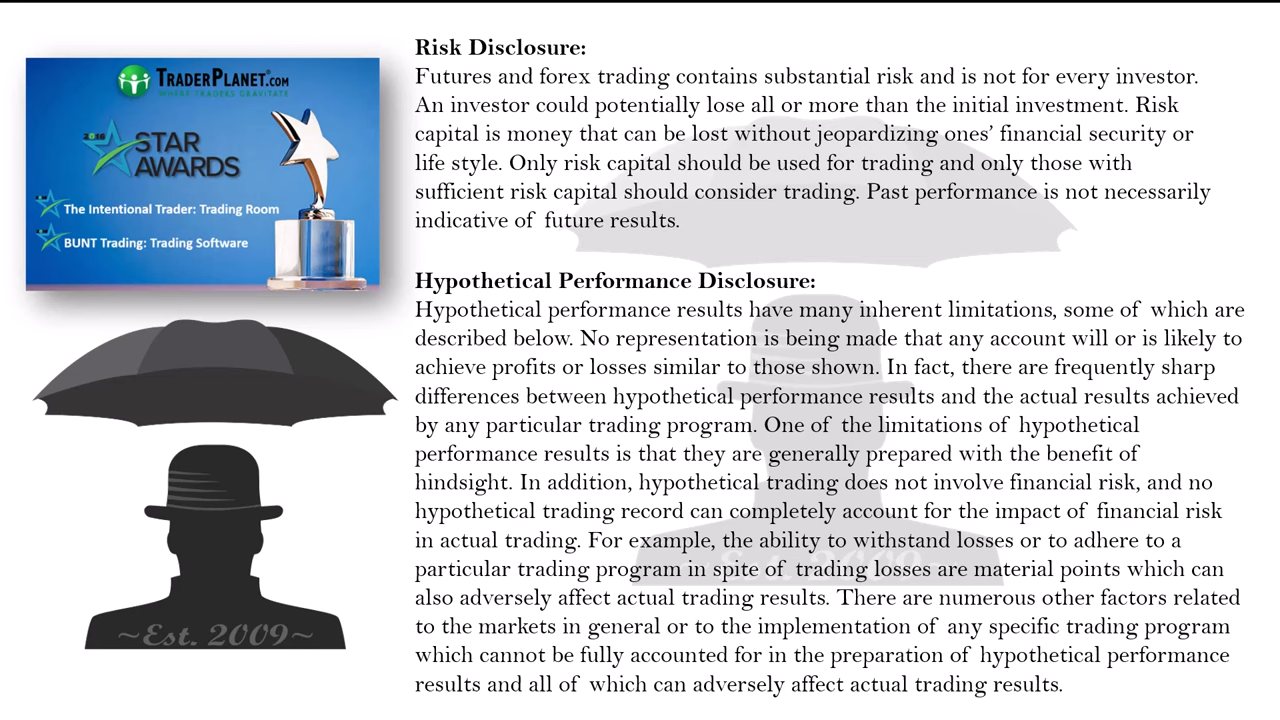 TRADERPLANET.COM
WHERE TRADERS GRAVITATE
2016
STAR
AWARDS
The Intentional Trader: Trading Room
BUNT Trading: Trading Software
~Est. 2009~
Risk Disclosure:
Futures and forex trading contains substantial risk and is not for every investor.
An investor could potentially lose all or more than the initial investment. Risk
capital is money that can be lost without jeopardizing ones’ financial security or
life style. Only risk capital should be used for trading and only those with
sufficient risk capital should consider trading. Past performance is not necessarily
indicative of future results.
Hypothetical Performance Disclosure:
Hypothetical performance results have many inherent limitations, some of which are
described below. No representation is being made that any account will or is likely to
achieve profits or losses similar to those shown. In fact, there are frequently sharp
differences between hypothetical performance results and the actual results achieved
by any particular trading program. One of the limitations of hypothetical
performance results is that they are generally prepared with the benefit of
hindsight. In addition, hypothetical trading does not involve financial risk, and no
hypothetical trading record can completely account for the impact of financial risk
in actual trading. For example, the ability to withstand losses or to adhere to a
particular trading program in spite of trading losses are material points which can
also adversely affect actual trading results. There are numerous other factors related
to the markets in general or to the implementation of any specific trading program
which cannot be fully accounted for in the preparation of hypothetical performance
results and all of which can adversely affect actual trading results.
~Est. 2009~